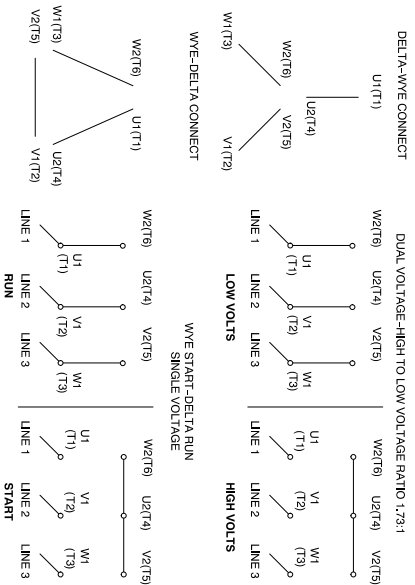 DELTA-WYE CONNECT
U1(T1)
U2(T4)
W2(T6)
V2(T5)
W1(T3)
V1(T2)
DUAL VOLTAGE-HIGH TO LOW VOLTAGE RATIO 1.73:1
W2(T6) U2(T4) V2(T5)
U1 V1 W1
(T1) (T2) (T3)
LINE 1 LINE 2 LINE 3
LOW VOLTS
W2(T6) U2(T4) V2(T5)
U1 V1 W1
(T1) (T2) (T3)
LINE 1 LINE 2 LINE 3
HIGH VOLTS
WYE-DELTA CONNECT
W2(T6) U1(T1)
W1(T3) U2(T4)
V2(T5) V1(T2)
WYE START-DELTA RUN
SINGLE VOLTAGE
W2(T6) U2(T4) V2(T5)
U1 V1 W1
(T1) (T2) (T3)
LINE 1 LINE 2 LINE 3
RUN
W2(T6) U2(T4) V2(T5)
U1 V1 W1
(T1) (T2) (T3)
LINE 1 LINE 2 LINE 3
START